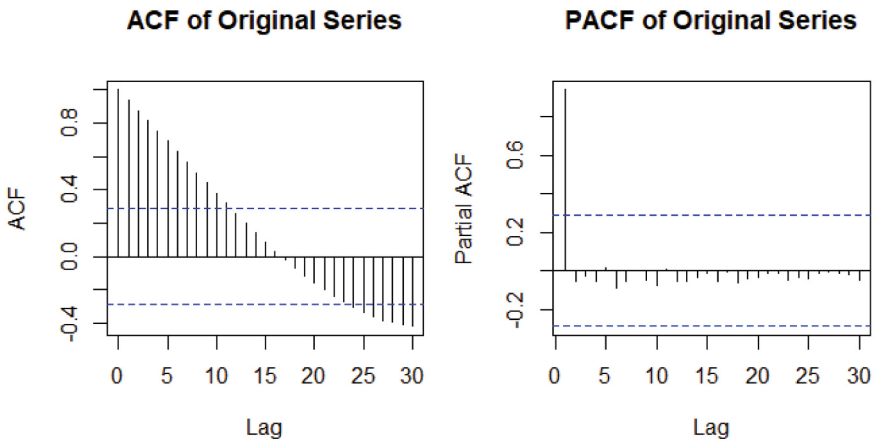 ACF of Original Series
ACF
0.8
0.4
0.0
-0.4
0 5 10 15 20 25 30
Lag
PACF of Original Series
Partial ACF
0.6
0.2
-0.2
0 5 10 15 20 25 30
Lag